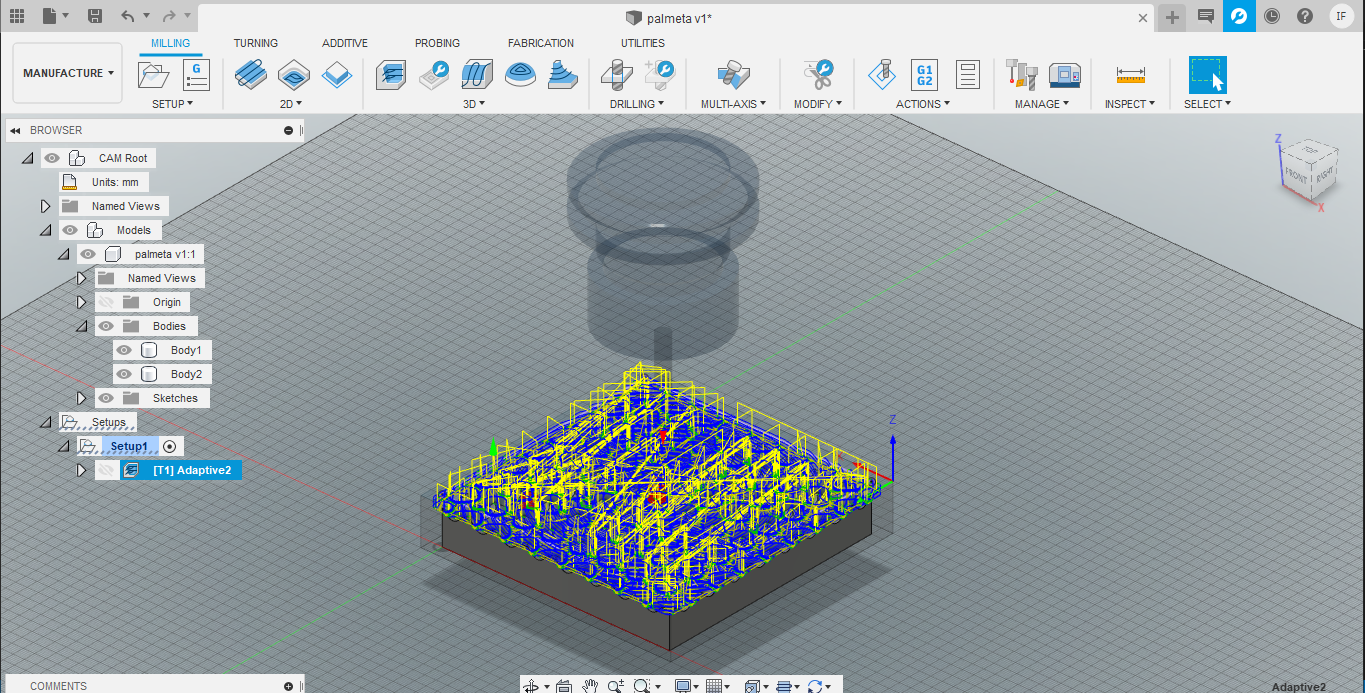 palmeta v1*
IF
MILLING TURNING ADDITIVE PROBING FABRICATION UTILITIES
MANUFACTURE
G
G1
G2
SETUP 2D 3D DRILLING MULTI-AXIS MODIFY ACTIONS MANAGE INSPECT SELECT
BROWSER
CAM Root
Units: mm
Named Views
Models
palmeta v1:1
Named Views
Origin
Bodies
Body1
Body2
Sketches
Setups
Setup1
[T1] Adaptive2
Z
TOP
FRONT
RIGHT
X
Z
COMMENTS
Adaptive2